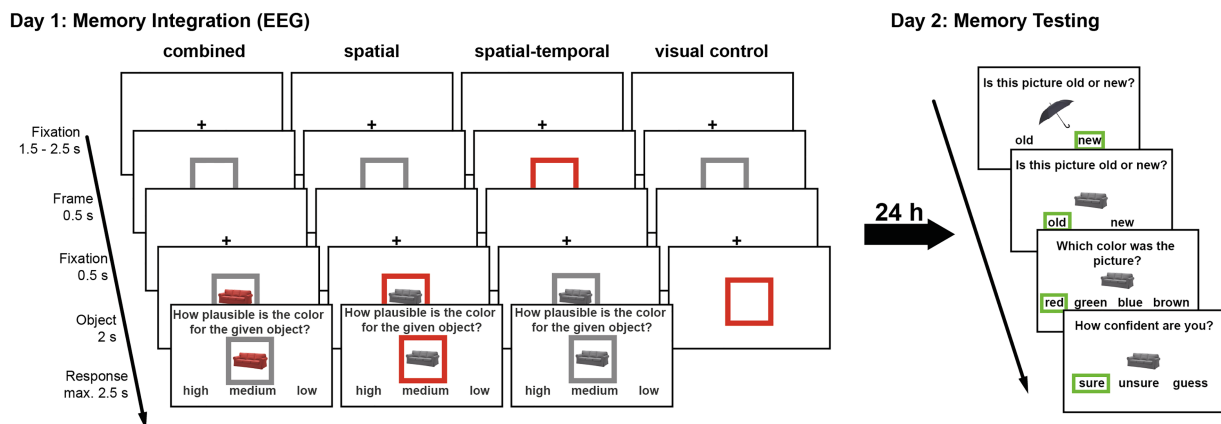 Day 1: Memory Integration (EEG)
combined
spatial
spatial-temporal
visual control
Fixation
1.5 - 2.5 s
+ + + +
Frame
0.5 s
Fixation
0.5 s
+ + + +
Object
2 s
Response
max. 2.5 s
How plausible is the color
for the given object?
high medium low
How plausible is the color
for the given object?
high medium low
How plausible is the color
for the given object?
high medium low
24 h
Day 2: Memory Testing
Is this picture old or new?
old new
Is this picture old or new?
old new
Which color was the
picture?
red green blue brown
How confident are you?
sure unsure guess